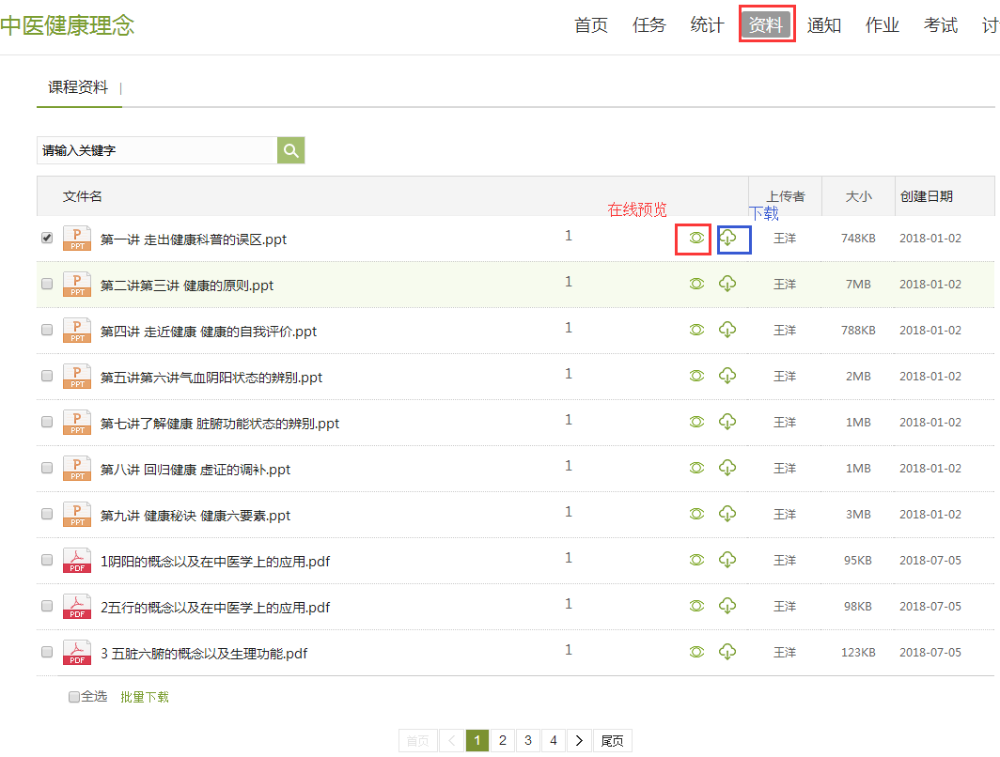 中医健康理念
首页 任务 统计 资料 通知 作业 考试 讨
课程资料 |
请输入关键字
文件名 上传者 大小 创建日期
在线预览 下载
第一讲 走出健康科普的误区.ppt 1 王洋 748KB 2018-01-02
第二讲第三讲 健康的原则.ppt 1 王洋 7MB 2018-01-02
第四讲 走近健康 健康的自我评价.ppt 1 王洋 788KB 2018-01-02
第五讲第六讲气血阴阳状态的辨别.ppt 1 王洋 2MB 2018-01-02
第七讲了解健康 脏腑功能状态的辨别.ppt 1 王洋 1MB 2018-01-02
第八讲 回归健康 虚证的调补.ppt 1 王洋 1MB 2018-01-02
第九讲 健康秘诀 健康六要素.ppt 1 王洋 3MB 2018-01-02
1阴阳的概念以及在中医学上的应用.pdf 1 王洋 95KB 2018-07-05
2五行的概念以及在中医学上的应用.pdf 1 王洋 98KB 2018-07-05
3 五脏六腑的概念以及生理功能.pdf 1 王洋 123KB 2018-07-05
全选 批量下载
首页 < 1 2 3 4 > 尾页